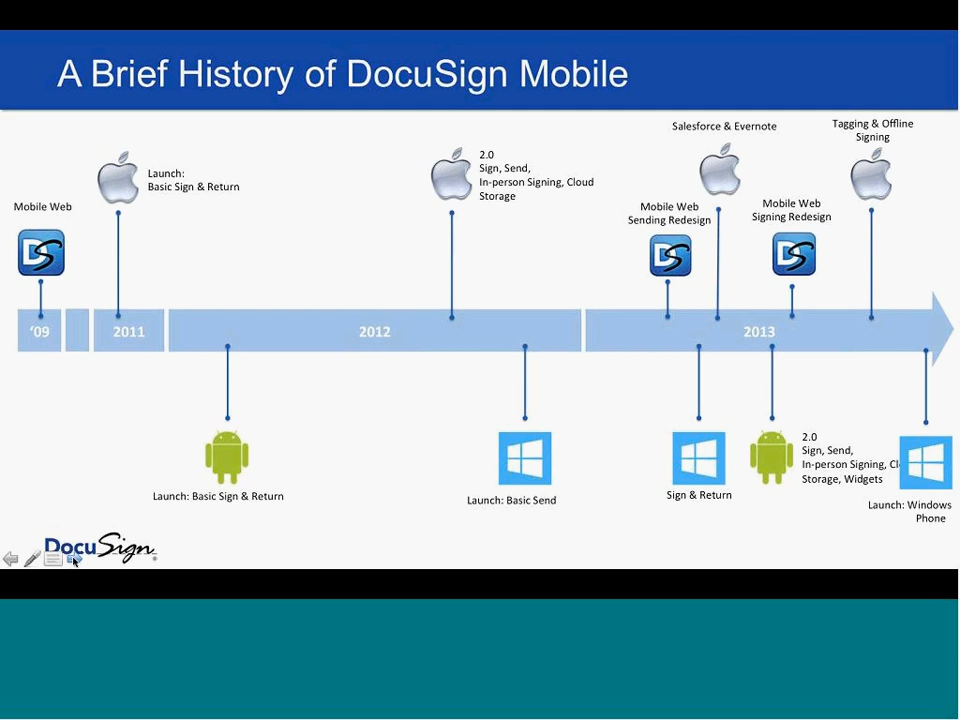 A Brief History of DocuSign Mobile
Salesforce & Evernote
Tagging & Offline
Signing
Launch:
Basic Sign & Return
2.0
Sign, Send,
In-person Signing, Cloud
Storage
Mobile Web
Mobile Web
Sending Redesign
Mobile Web
Signing Redesign
DS
DS
DS
‘09
2011
2012
2013
Launch: Basic Sign & Return
Launch: Basic Send
Sign & Return
2.0
Sign, Send,
In-person Signing,
Storage, Widgets
Launch: Windows
Phone
DocuSign